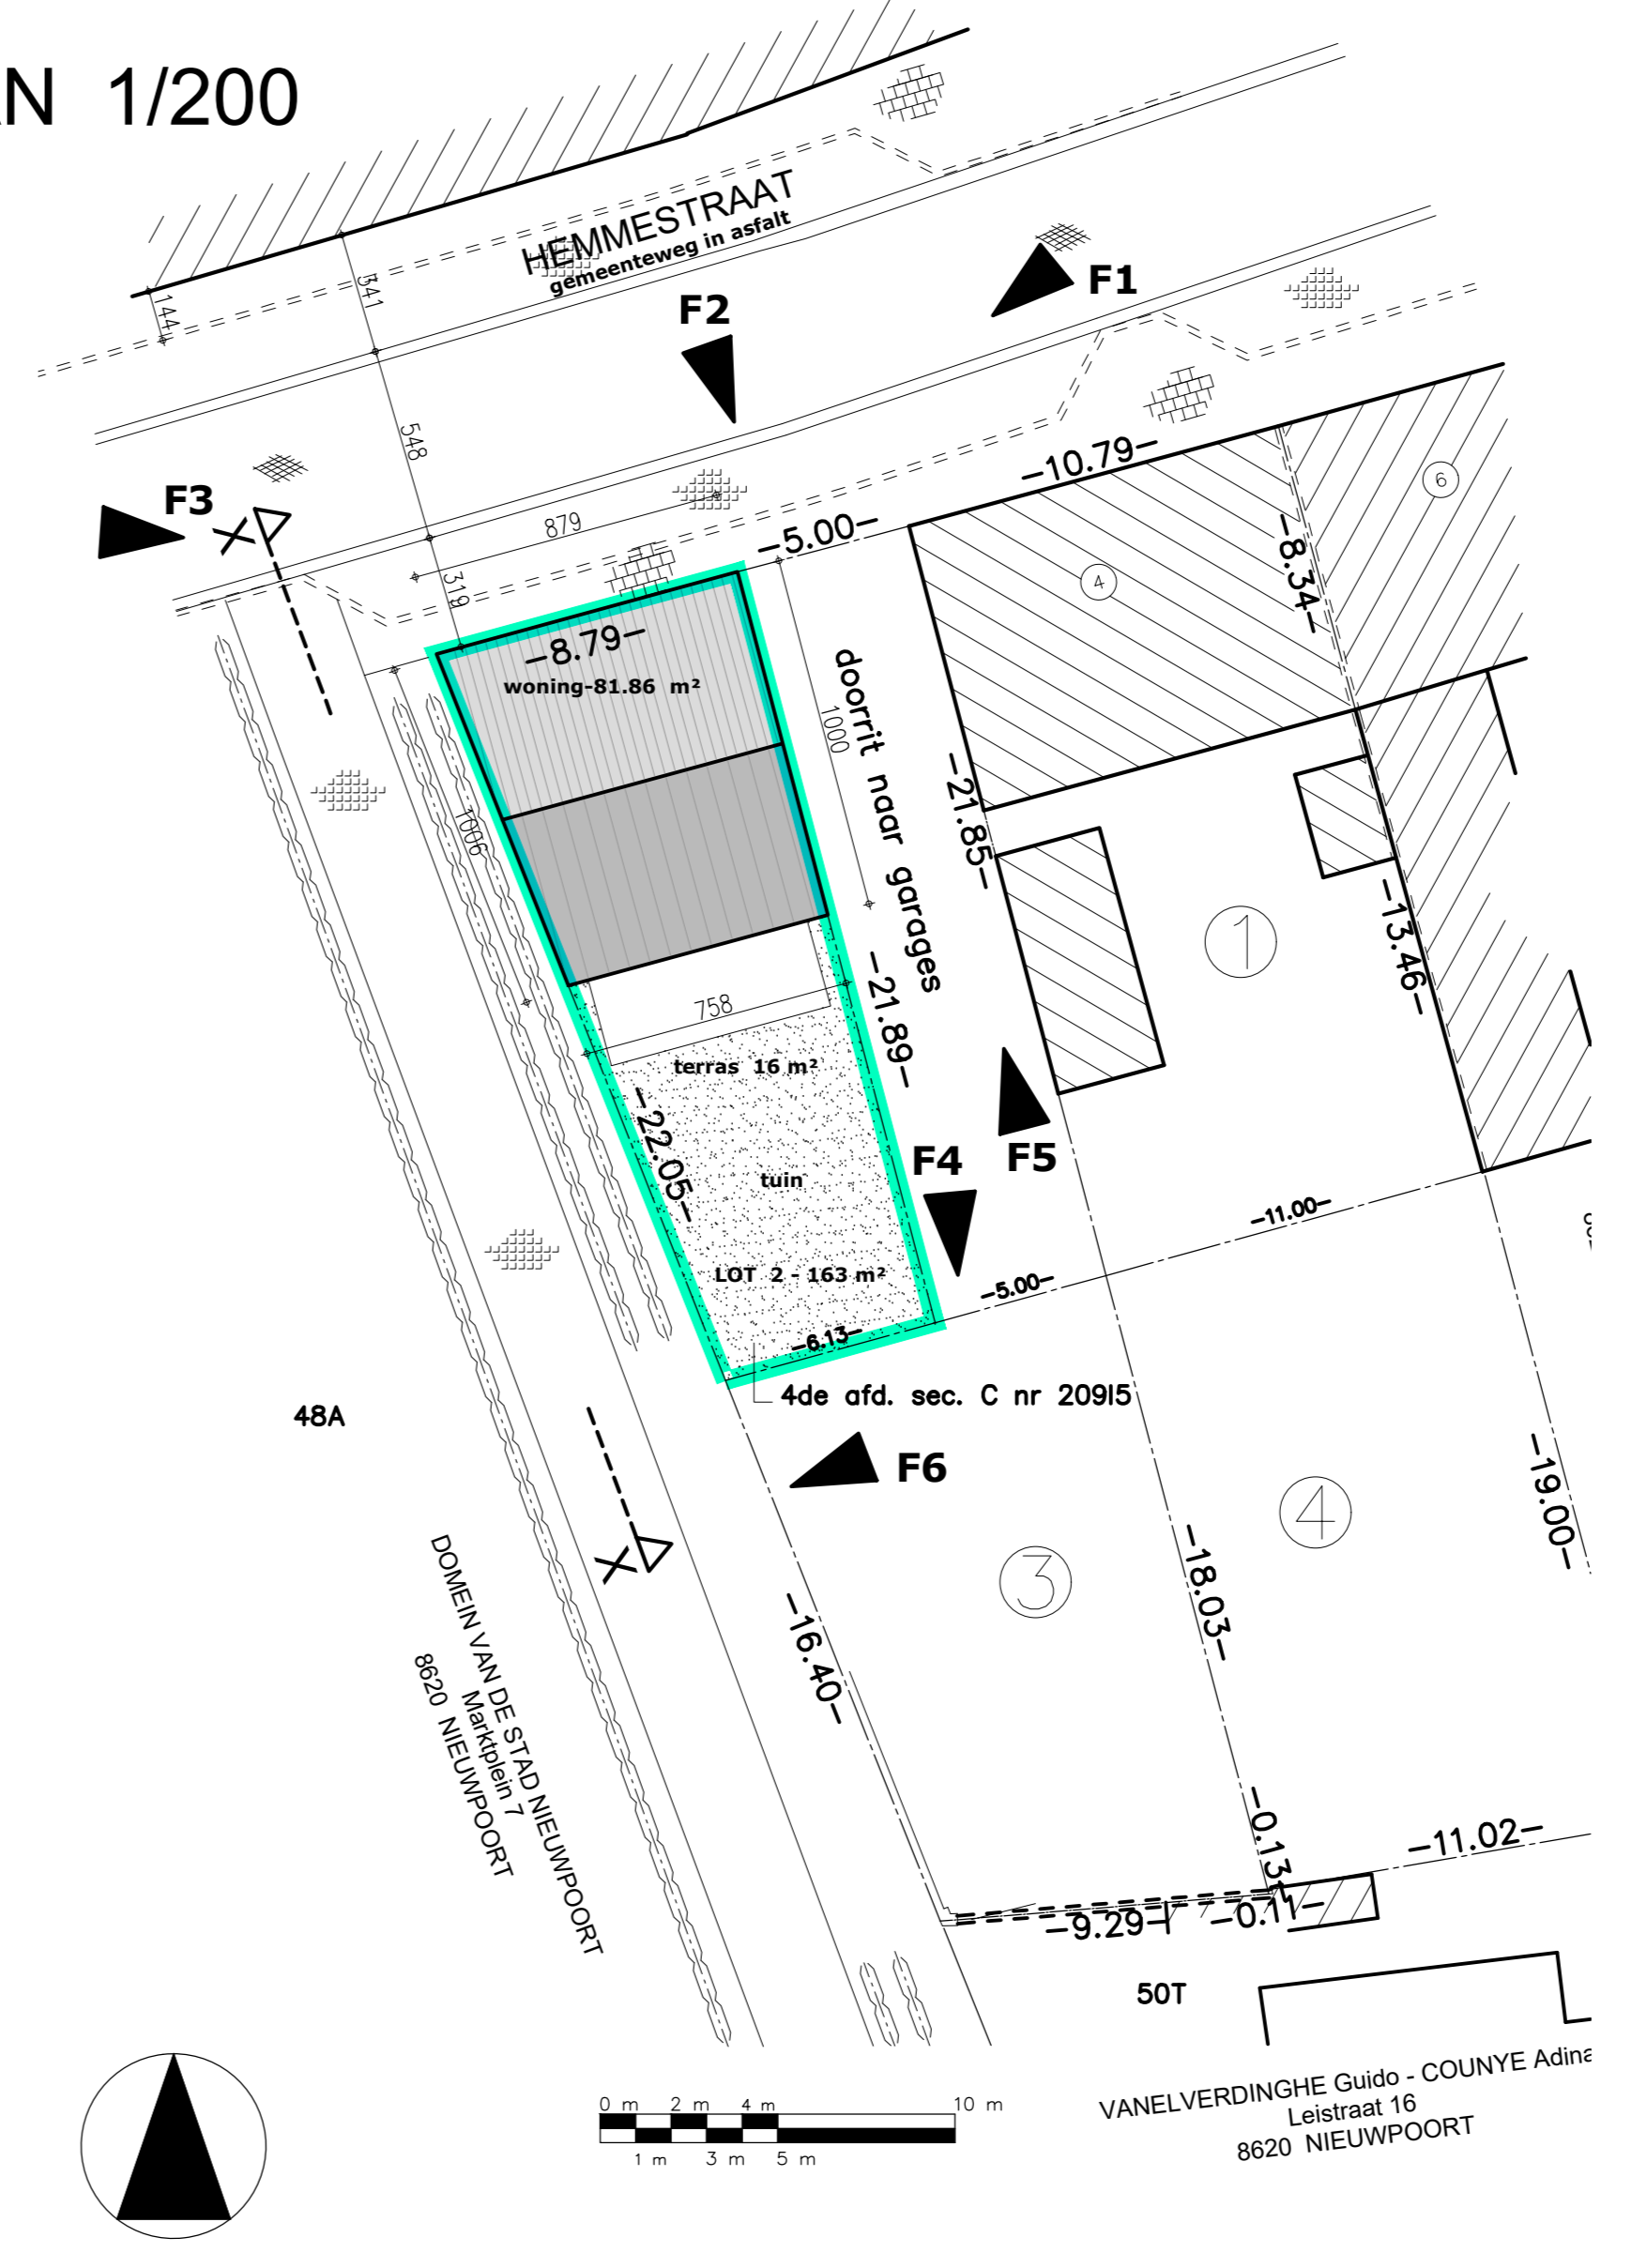 N 1/200
HEMMESTRAAT
gemeenteweg in asfalt
144
341
F1
F2
548
-10.79-
6
F3
879
-5.00-
-8.34-
4
319
-8.79-
woning-81.86 m²
doorrit naar garages
1000
-21.85-
1006
-13.46-
1
758
-21.89-
terras 16 m²
-22.05-
F4
F5
tuin
-11.00-
LOT 2 - 163 m²
-5.00-
-6.13-
4de afd. sec. C nr 209I5
48A
F6
X
X
-19.00-
4
3
-18.03-
DOMEIN VAN DE STAD NIEUWPOORT
Marktplein 7
8620 NIEUWPOORT
-16.40-
-0.13-
-11.02-
-9.29-
-0.11-
50T
VANELVERDINGHE Guido - COUNYE Adina
Leistraat 16
8620 NIEUWPOORT
0 m 2 m 4 m 10 m
1 m 3 m 5 m